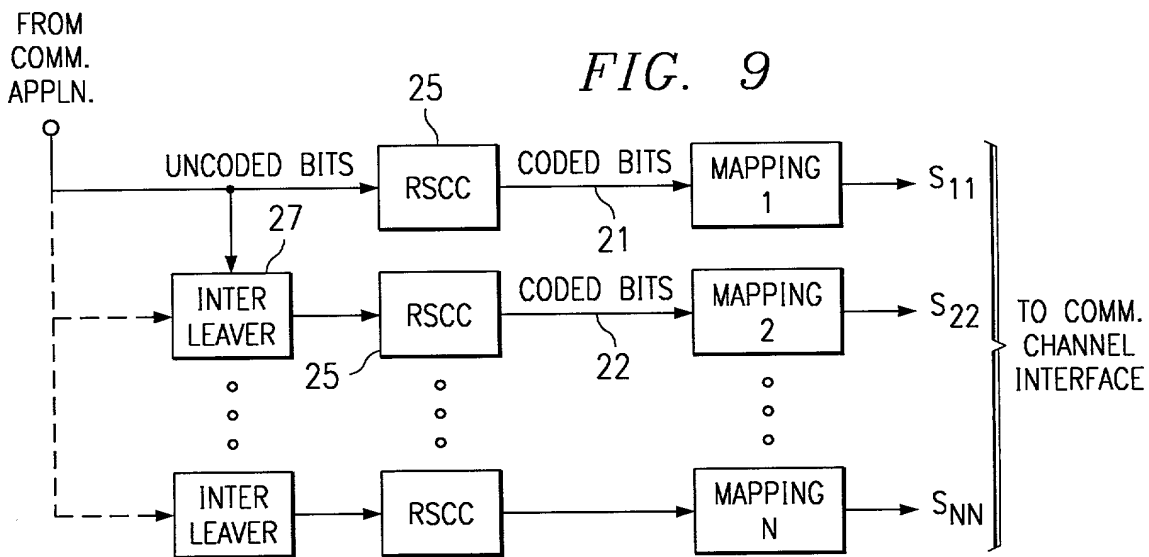 FROM
COMM.
APPLN.
FIG. 9
25
UNCODED BITS
RSCC
CODED BITS
MAPPING
1
S11
21
27
INTER
LEAVER
RSCC
CODED BITS
MAPPING
2
S22
25
22
TO COMM.
CHANNEL
INTERFACE
INTER
LEAVER
RSCC
MAPPING
N
SNN